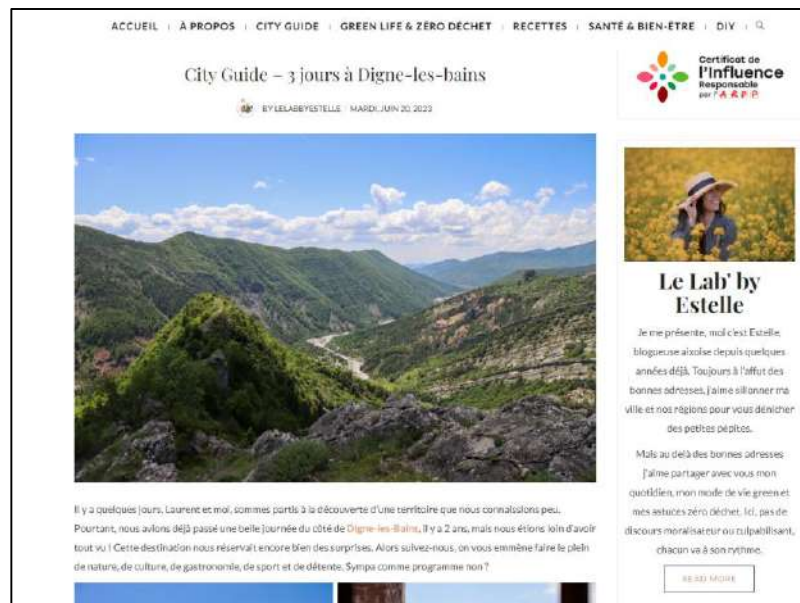 ACCUEIL À PROPOS CITY GUIDE GREEN LIFE & ZÉRO DÉCHET RECETTES SANTÉ & BIEN-ÊTRE DIY
City Guide – 3 jours à Digne-les-bains
BY LELABBYESTELLE MARDI, JUIN 20, 2023
Il y a quelques jours, Laurent et moi, sommes partis à la découverte d'une territoire que nous connaissions peu.
Pourtant, nous avions déjà passé une belle journée du côté de Digne-les-Bains, il y a 2 ans, mais nous étions loin d'avoir
tout vu ! Cette destination nous réservait encore bien des surprises. Alors suivez-nous, on vous emmène faire le plein
de nature, de culture, de gastronomie, de sport et de détente. Sympa comme programme non ?
Certificat de
l'Influence
Responsable
par l'ARPP
Le Lab' by
Estelle
Je me présente, moi c'est Estelle,
blogueuse aixoise depuis quelques
années déjà. Toujours à l'affut des
bonnes adresses, j'aime sillonner ma
ville et nos régions pour vous dénicher
des petites pépites.
Mais au delà des bonnes adresses
j'aime partager avec vous mon
quotidien, mon mode de vie green et
mes astuces zéro déchet. Ici, pas de
discours moralisateur ou culpabilisant,
chacun va à son rythme.
READ MORE